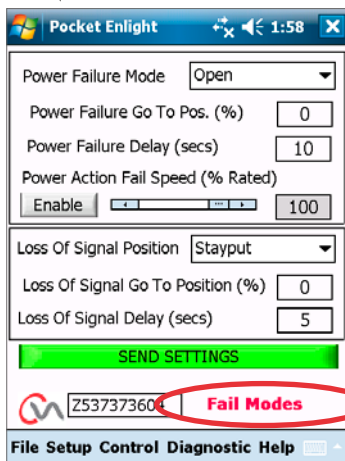 Pocket Enlight 1:58
Power Failure Mode Open
Power Failure Go To Pos. (%) 0
Power Failure Delay (secs) 10
Power Action Fail Speed (% Rated)
Enable 100
Loss Of Signal Position Stayput
Loss Of Signal Go To Position (%) 0
Loss Of Signal Delay (secs) 5
SEND SETTINGS
Z537373604 Fail Modes
File Setup Control Diagnostic Help